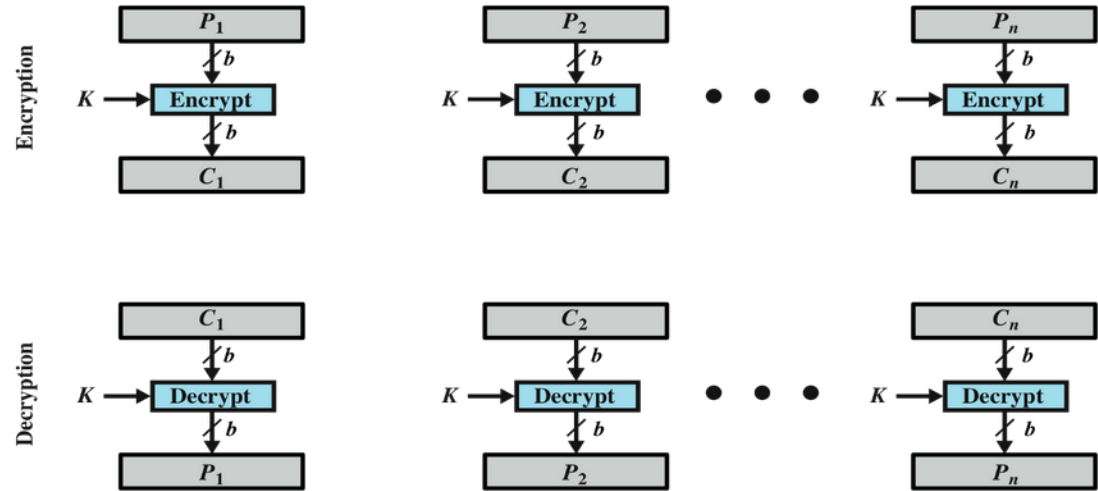 Encryption
P₁ P₂ Pₙ
b b b
K Encrypt K Encrypt K Encrypt
b b b
C₁ C₂ Cₙ
Decryption
C₁ C₂ Cₙ
b b b
K Decrypt K Decrypt K Decrypt
b b b
P₁ P₂ Pₙ